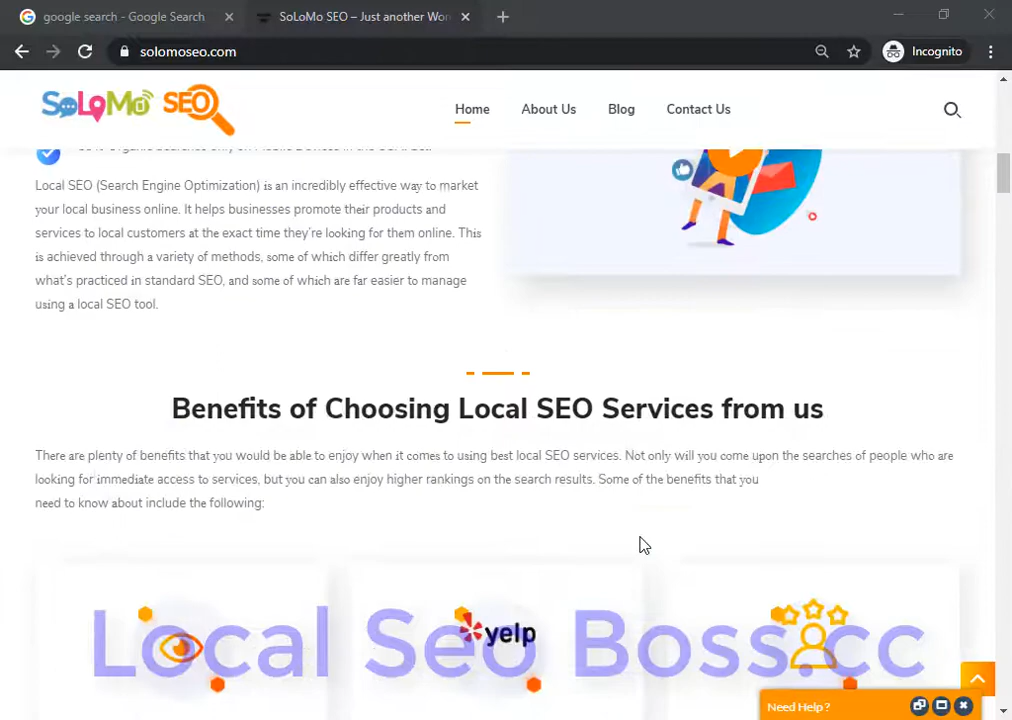 google search - Google Search
SoLoMo SEO – Just another Wor
solomoseo.com
Incognito
SoLoMo SEO
Home
About Us
Blog
Contact Us
Local SEO (Search Engine Optimization) is an incredibly effective way to market
your local business online. It helps businesses promote their products and
services to local customers at the exact time they're looking for them online. This
is achieved through a variety of methods, some of which differ greatly from
what's practiced in standard SEO, and some of which are far easier to manage
using a local SEO tool.
Benefits of Choosing Local SEO Services from us
There are plenty of benefits that you would be able to enjoy when it comes to using best local SEO services. Not only will you come upon the searches of people who are
looking for immediate access to services, but you can also enjoy higher rankings on the search results. Some of the benefits that you
need to know about include the following:
Local Seo Boss.cc
yelp
Need Help ?